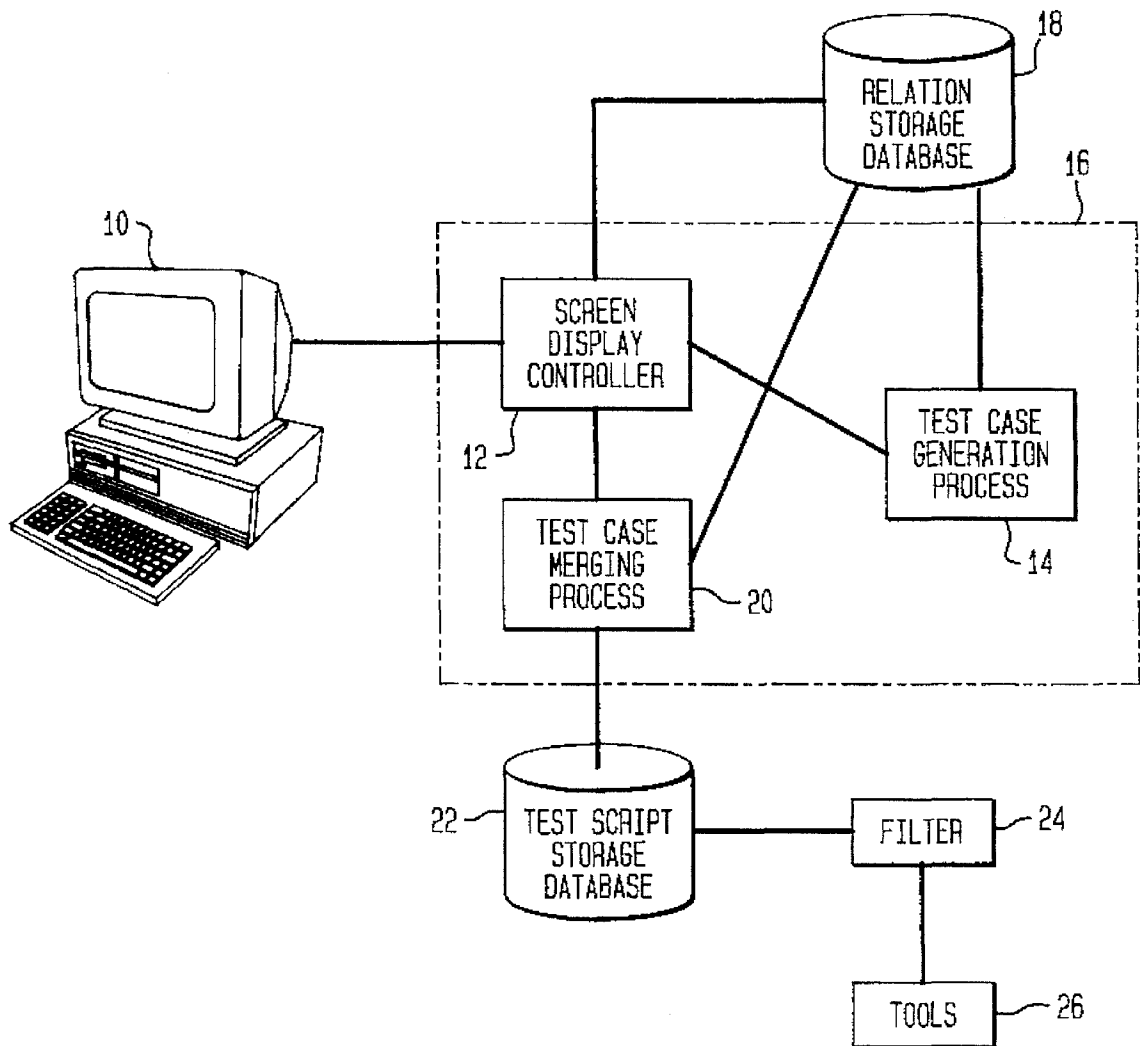 18
RELATION
STORAGE
DATABASE
16
10
SCREEN
DISPLAY
CONTROLLER
12
TEST CASE
GENERATION
PROCESS
14
TEST CASE
MERGING
PROCESS
20
22
TEST SCRIPT
STORAGE
DATABASE
FILTER
24
TOOLS
26